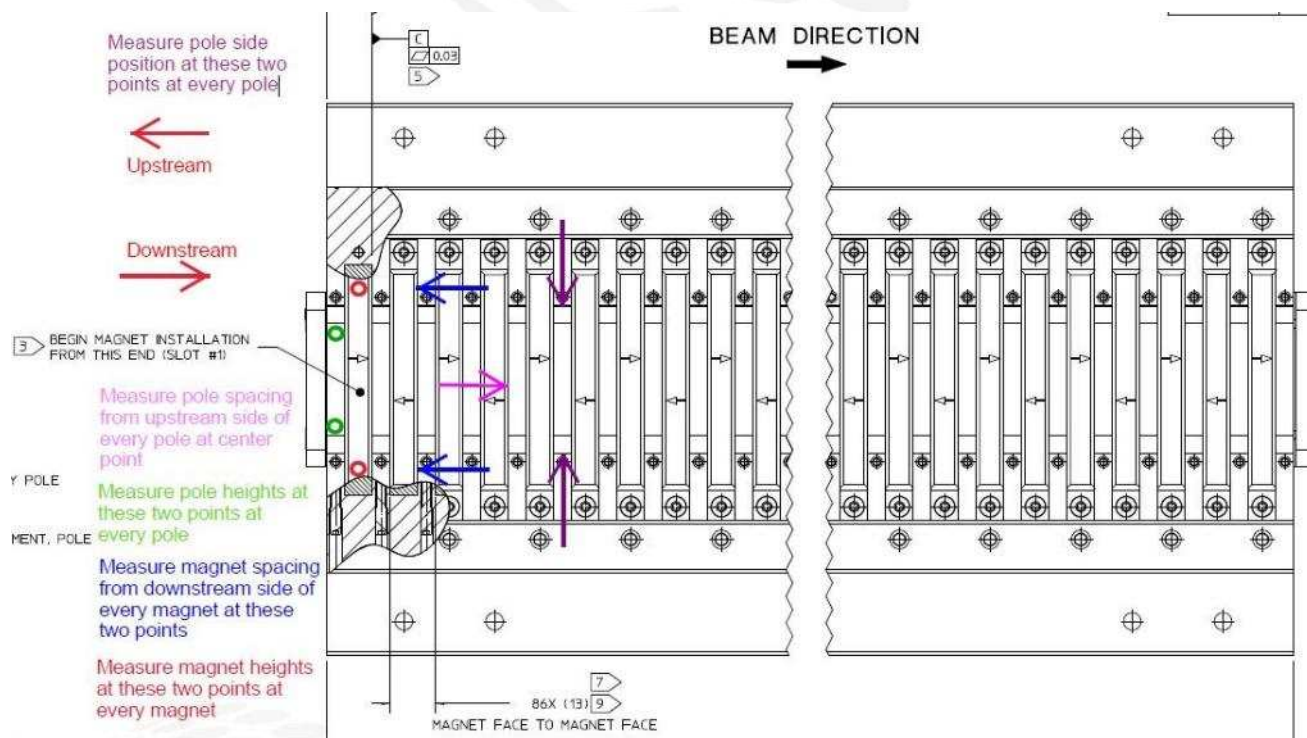 Measure pole side
position at these two
points at every pole
C
0.03
5
BEAM DIRECTION
Upstream
Downstream
3
BEGIN MAGNET INSTALLATION
FROM THIS END (SLOT #1)
Measure pole spacing
from upstream side of
every pole at center
point
Y POLE
Measure pole heights at
these two points at
every pole
MENT, POLE
Measure magnet spacing
from downstream side of
every magnet at these
two points
Measure magnet heights
at these two points at
every magnet
7
86X (13)
9
MAGNET FACE TO MAGNET FACE